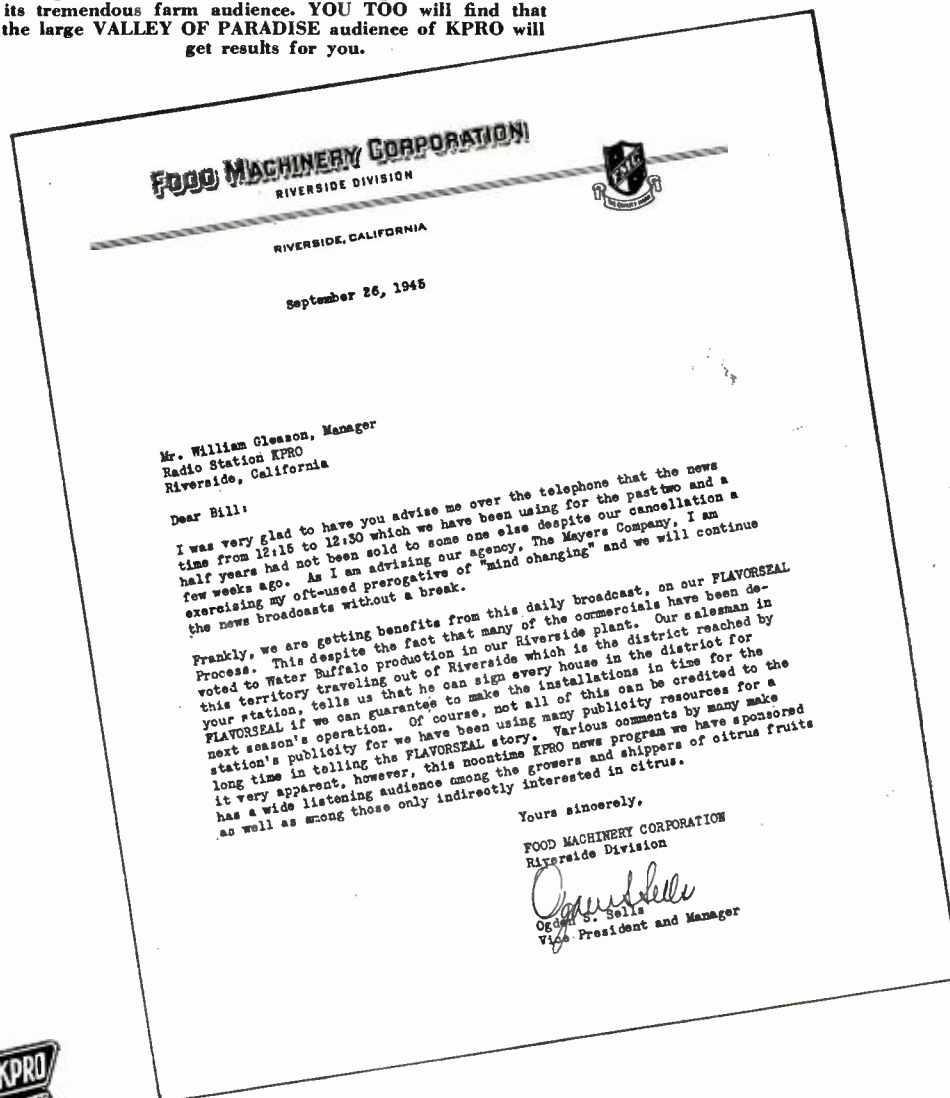 its tremendous farm audience. YOU TOO will find that
the large VALLEY OF PARADISE audience of KPRO will
get results for you.
FOOD MACHINERY CORPORATION
RIVERSIDE DIVISION
RIVERSIDE, CALIFORNIA
September 26, 1945
Mr. William Gleason, Manager
Radio Station KPRO
Riverside, California
Dear Bill:
I was very glad to have you advise me over the telephone that the news
time from 12:15 to 12:30 which we have been using for the past two and a
half years had not been sold to some one else despite our cancellation a
few weeks ago. As I am advising our agency, The Mayers Company, I am
exercising my oft-used prerogative of "mind changing" and we will continue
the news broadcasts without a break.
Frankly, we are getting benefits from this daily broadcast, on our FLAVORSEAL
Process. This despite the fact that many of the commercials have been de-
voted to Water Buffalo production in our Riverside plant. Our salesman in
this territory traveling out of Riverside which is the district reached by
your station, tells us that he can sign every house in the district for
FLAVORSEAL if we can guarantee to make the installations in time for the
next season's operation. Of course, not all of this can be credited to the
station's publicity for we have been using many publicity resources for a
long time in telling the FLAVORSEAL story. Various comments by many make
it very apparent, however, this noontime KPRO news program we have sponsored
has a wide listening audience among the growers and shippers of citrus fruits
as well as among those only indirectly interested in citrus.
Yours sincerely,
FOOD MACHINERY CORPORATION
Riverside Division
Ogden S. Sells
Ogden S. Sells
Vice President and Manager
KPRO